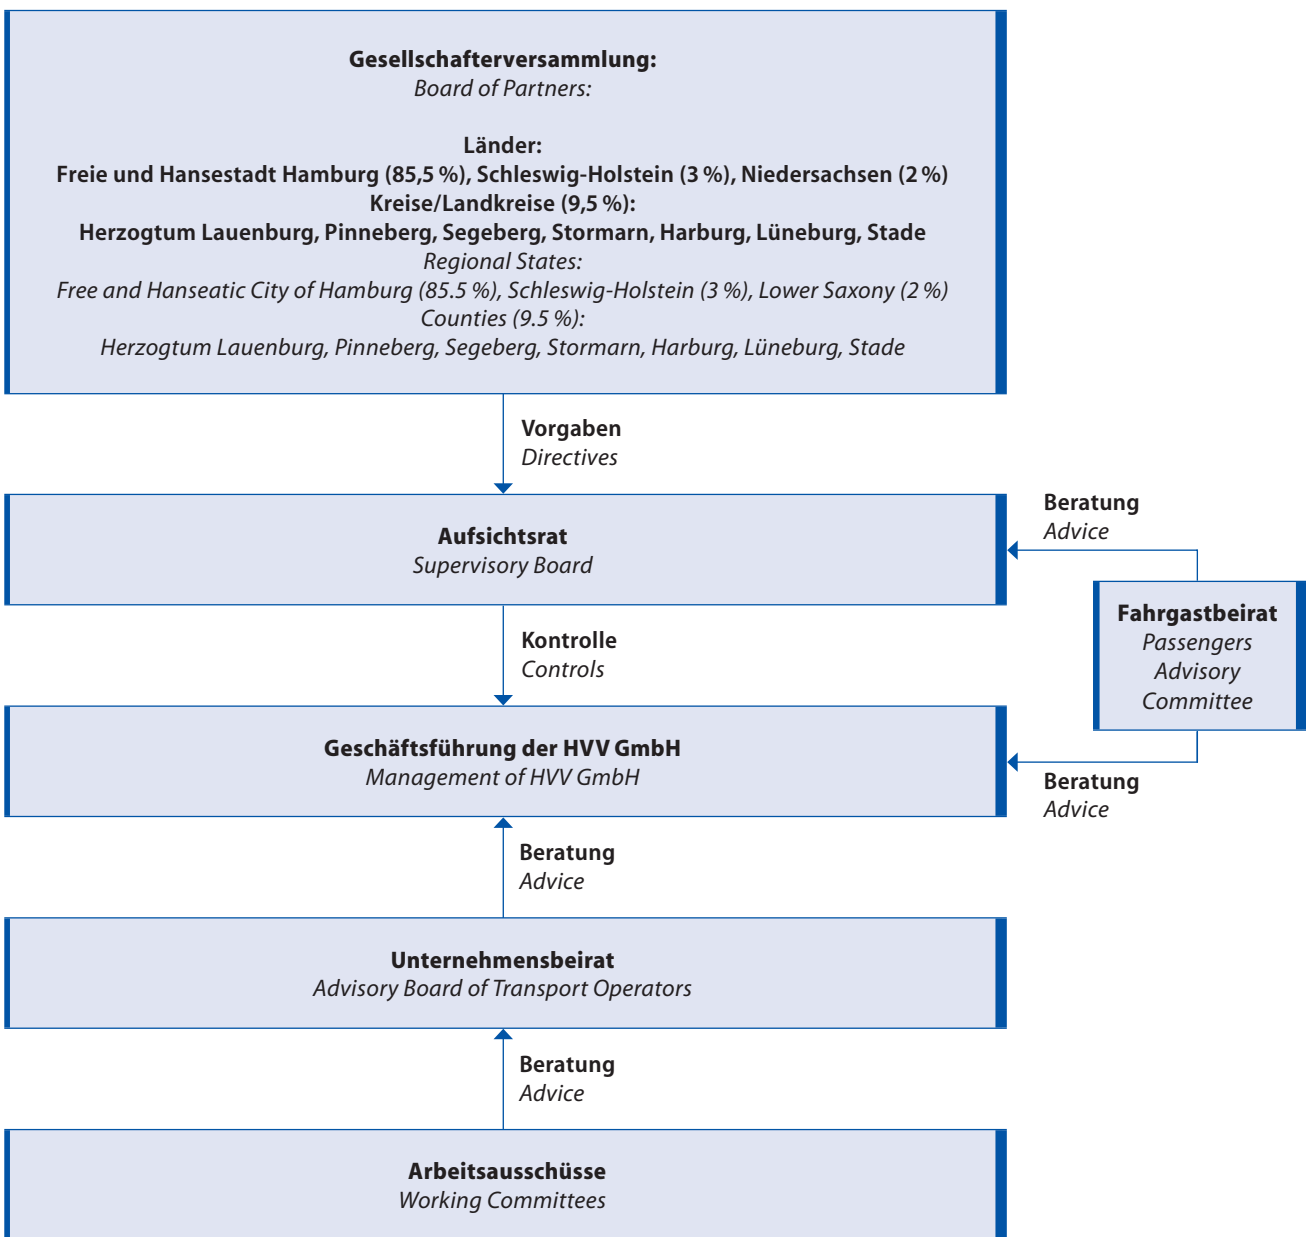 Gesellschafterversammlung:
Board of Partners:
Länder:
Freie und Hansestadt Hamburg (85,5 %), Schleswig-Holstein (3 %), Niedersachsen (2 %)
Kreise/Landkreise (9,5 %):
Herzogtum Lauenburg, Pinneberg, Segeberg, Stormarn, Harburg, Lüneburg, Stade
Regional States:
Free and Hanseatic City of Hamburg (85.5 %), Schleswig-Holstein (3 %), Lower Saxony (2 %)
Counties (9.5 %):
Herzogtum Lauenburg, Pinneberg, Segeberg, Stormarn, Harburg, Lüneburg, Stade
Vorgaben
Directives
Aufsichtsrat
Supervisory Board
Beratung
Advice
Fahrgastbeirat
Passengers
Advisory
Committee
Kontrolle
Controls
Geschäftsführung der HVV GmbH
Management of HVV GmbH
Beratung
Advice
Beratung
Advice
Unternehmensbeirat
Advisory Board of Transport Operators
Beratung
Advice
Arbeitsausschüsse
Working Committees